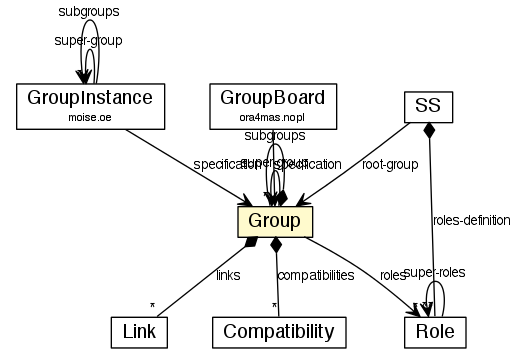 subgroups
super-group
GroupInstance
moise.oe
GroupBoard
ora4mas.nopl
SS
subgroups
specification
super-group
specification
root-group
Group
roles-definition
links
compatibilities
roles
super-roles
*
*
*
*
Link
Compatibility
Role